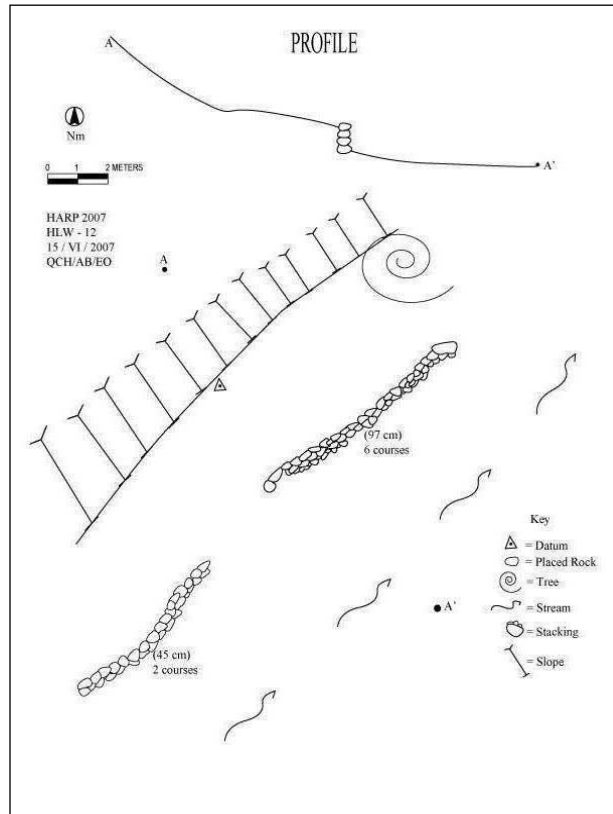 PROFILE
A
A'
Nm
0 1 2 METERS
HARP 2007
HLW - 12
15 / VI / 2007
QCH/AB/EO
A
(97 cm)
6 courses
Key
= Datum
= Placed Rock
= Tree
= Stream
= Stacking
= Slope
A'
(45 cm)
2 courses